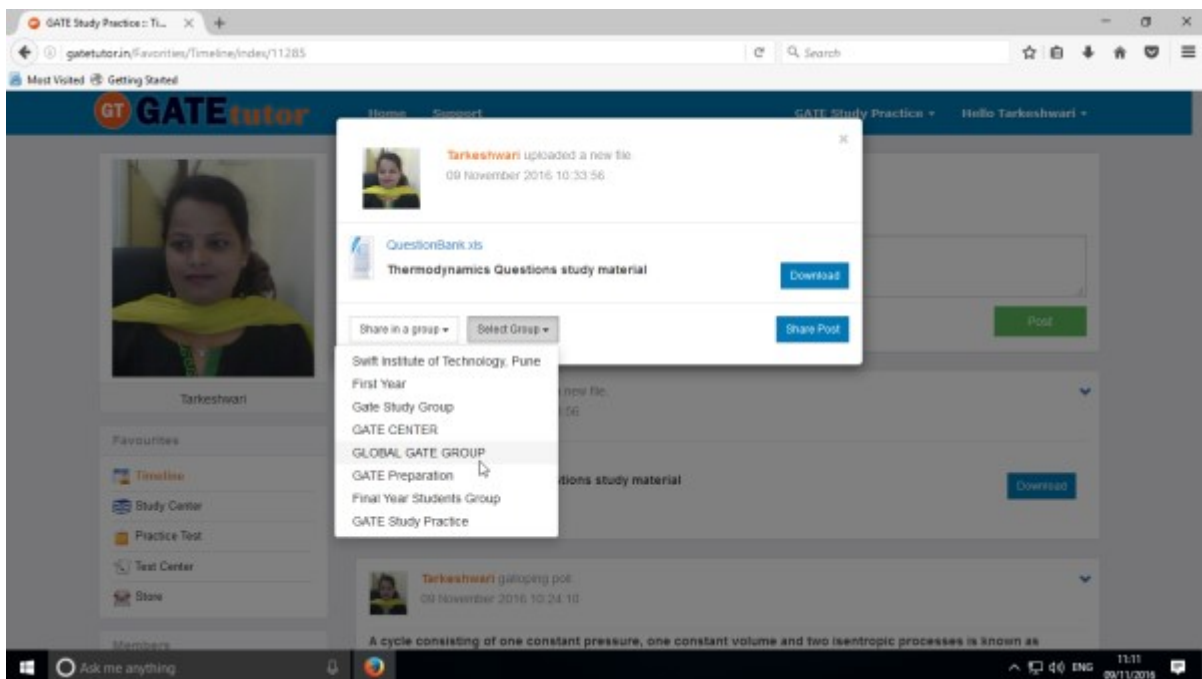 GATE Study Practice :: Ti...
gatetutor.in/Favorities/Timeline/index/11285
Search
Most Visited Getting Started
GT GATEtutor
Home Support GATE Study Practice Hello Tarkeshwari
Tarkeshwari uploaded a new file
09 November 2016 10:33:56
QuestionBank.xls
Thermodynamics Questions study material
Download
Share in a group Select Group Share Post
Swift Institute of Technology, Pune
First Year
Gate Study Group
GATE CENTER
GLOBAL GATE GROUP
GATE Preparation
Final Year Students Group
GATE Study Practice
Post
Tarkeshwari
Favourites
Timeline
Study Center
Practice Test
Test Center
Store
Members
new file.
:56
tions study material
Download
Tarkeshwari galloping poll
09 November 2016 10:24:10
A cycle consisting of one constant pressure, one constant volume and two isentropic processes is known as
Ask me anything
ENG
11:11
09/11/2016